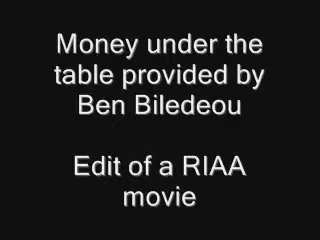 Money under the
table provided by
Ben Biledeou
Edit of a RIAA
movie